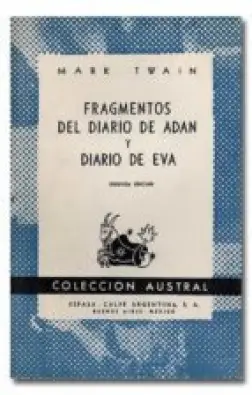 MARK TWAIN
FRAGMENTOS
DEL DIARIO DE ADAN
Y
DIARIO DE EVA
COLECCION AUSTRAL
ESPASA-CALPE ARGENTINA, S. A.
BUENOS AIRES-MEXICO